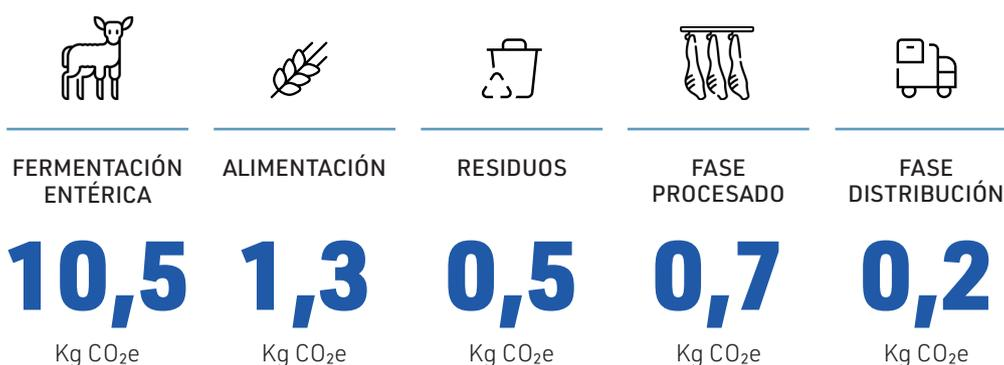 FERMENTACIÓN
ENTÉRICA
10,5
Kg CO₂e
ALIMENTACIÓN
1,3
Kg CO₂e
RESIDUOS
0,5
Kg CO₂e
FASE
PROCESADO
0,7
Kg CO₂e
FASE
DISTRIBUCIÓN
0,2
Kg CO₂e